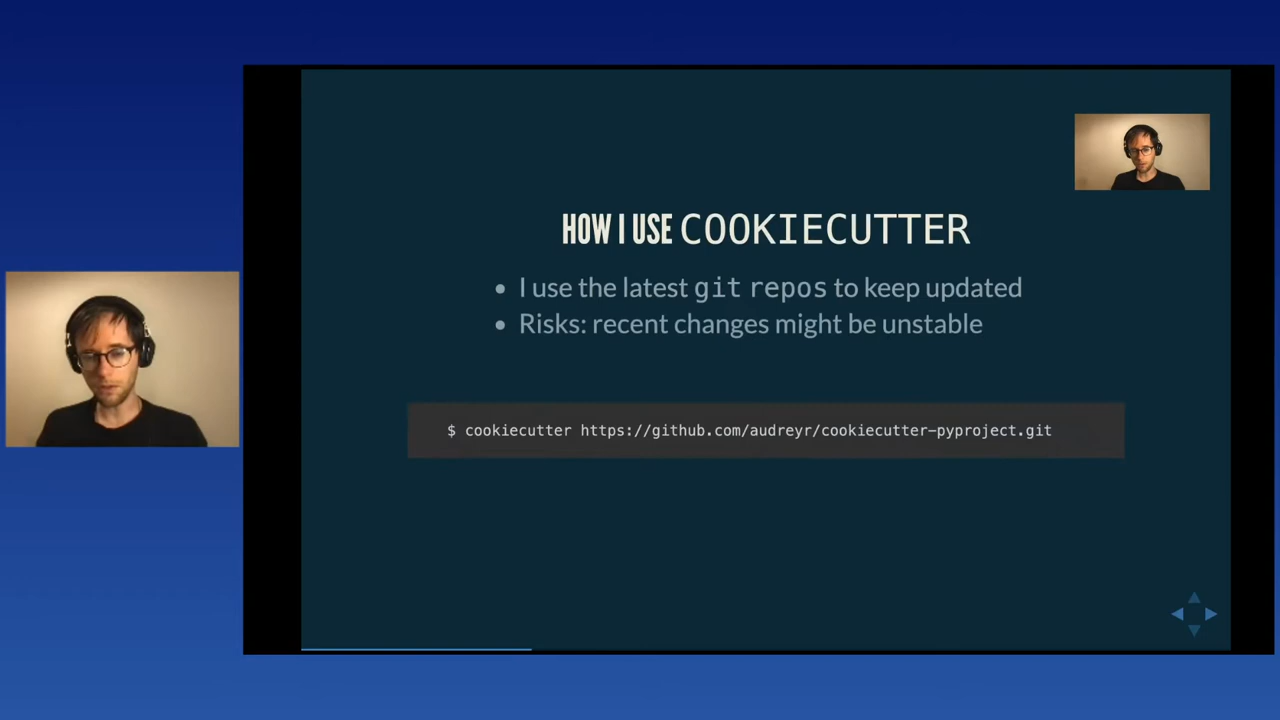 HOW I USE COOKIECUTTER
• I use the latest git repos to keep updated
• Risks: recent changes might be unstable
$ cookiecutter https://github.com/audreyr/cookiecutter-pyproject.git